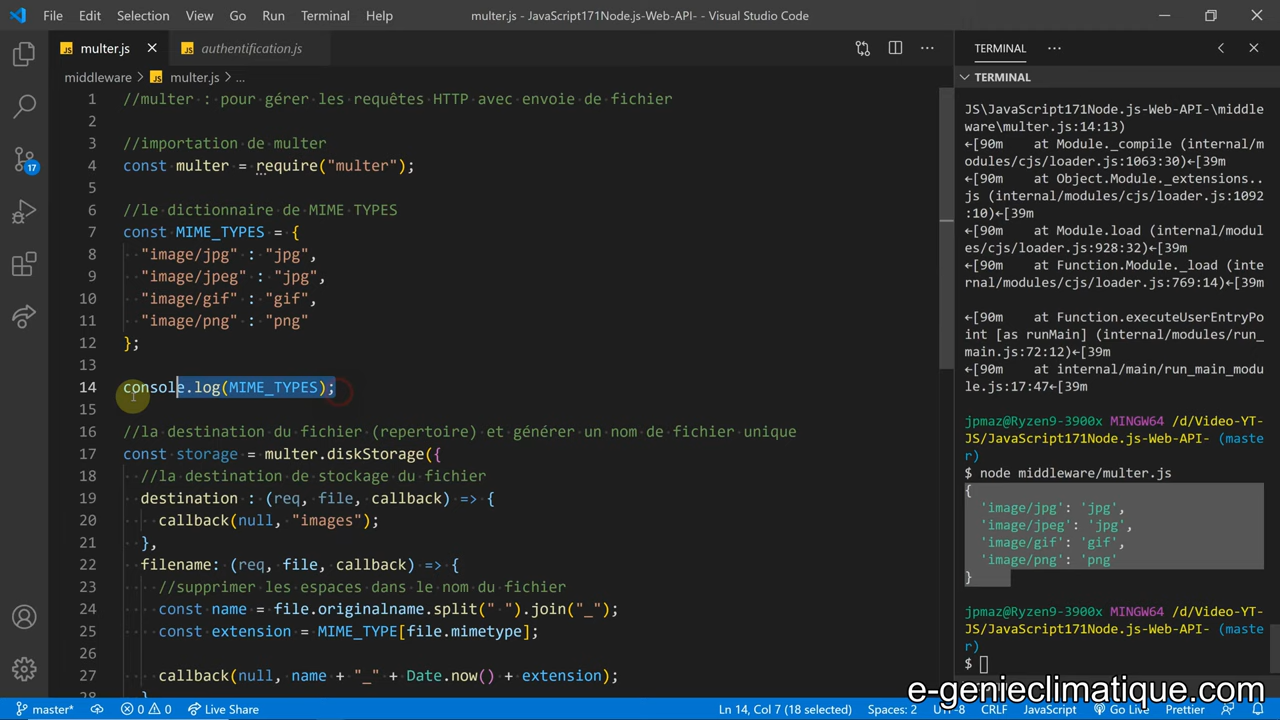 File Edit Selection View Go Run Terminal Help multer.js - JavaScript171Node.js-Web-API- - Visual Studio Code
multer.js authentification.js
middleware > multer.js > ...
1 //multer : pour gérer les requêtes HTTP avec envoie de fichier
2
3 //importation de multer
4 const multer = require("multer");
5
6 //le dictionnaire de MIME TYPES
7 const MIME_TYPES = {
8 "image/jpg" : "jpg",
9 "image/jpeg" : "jpg",
10 "image/gif" : "gif",
11 "image/png" : "png"
12 };
13
14 console.log(MIME_TYPES);
15
16 //la destination du fichier (repertoire) et générer un nom de fichier unique
17 const storage = multer.diskStorage({
18 //la destination de stockage du fichier
19 destination : (req, file, callback) => {
20 callback(null, "images");
21 },
22 filename: (req, file, callback) => {
23 //supprimer les espaces dans le nom du fichier
24 const name = file.originalname.split(" ").join("_");
25 const extension = MIME_TYPE[file.mimetype];
26
27 callback(null, name + "_" + Date.now() + extension);
28 }
TERMINAL
TERMINAL
JS\JavaScript171Node.js-Web-API-\middle
ware\multer.js:14:13)
←[90m at Module._compile (internal/m
odules/cjs/loader.js:1063:30)←[39m
←[90m at Object.Module._extensions..
js (internal/modules/cjs/loader.js:1092
:10)←[39m
←[90m at Module.load (internal/modul
es/cjs/loader.js:928:32)←[39m
←[90m at Function.Module._load (inte
rnal/modules/cjs/loader.js:769:14)←[39m
←[90m at Function.executeUserEntryPo
int [as runMain] (internal/modules/run_
main.js:72:12)←[39m
←[90m at internal/main/run_main_modu
le.js:17:47←[39m
jpmaz@Ryzen9-3900x MINGW64 /d/Video-YT-
JS/JavaScript171Node.js-Web-API- (maste
r)
$ node middleware/multer.js
{
'image/jpg': 'jpg',
'image/jpeg': 'jpg',
'image/gif': 'gif',
'image/png': 'png'
}
jpmaz@Ryzen9-3900x MINGW64 /d/Video-YT-
JS/JavaScript171Node.js-Web-API- (maste
r)
$
17
e-genieclimatique.com
master* 0 0 Live Share Ln 14, Col 7 (18 selected) Spaces: 2 UTF-8 CRLF JavaScript Go Live Prettier